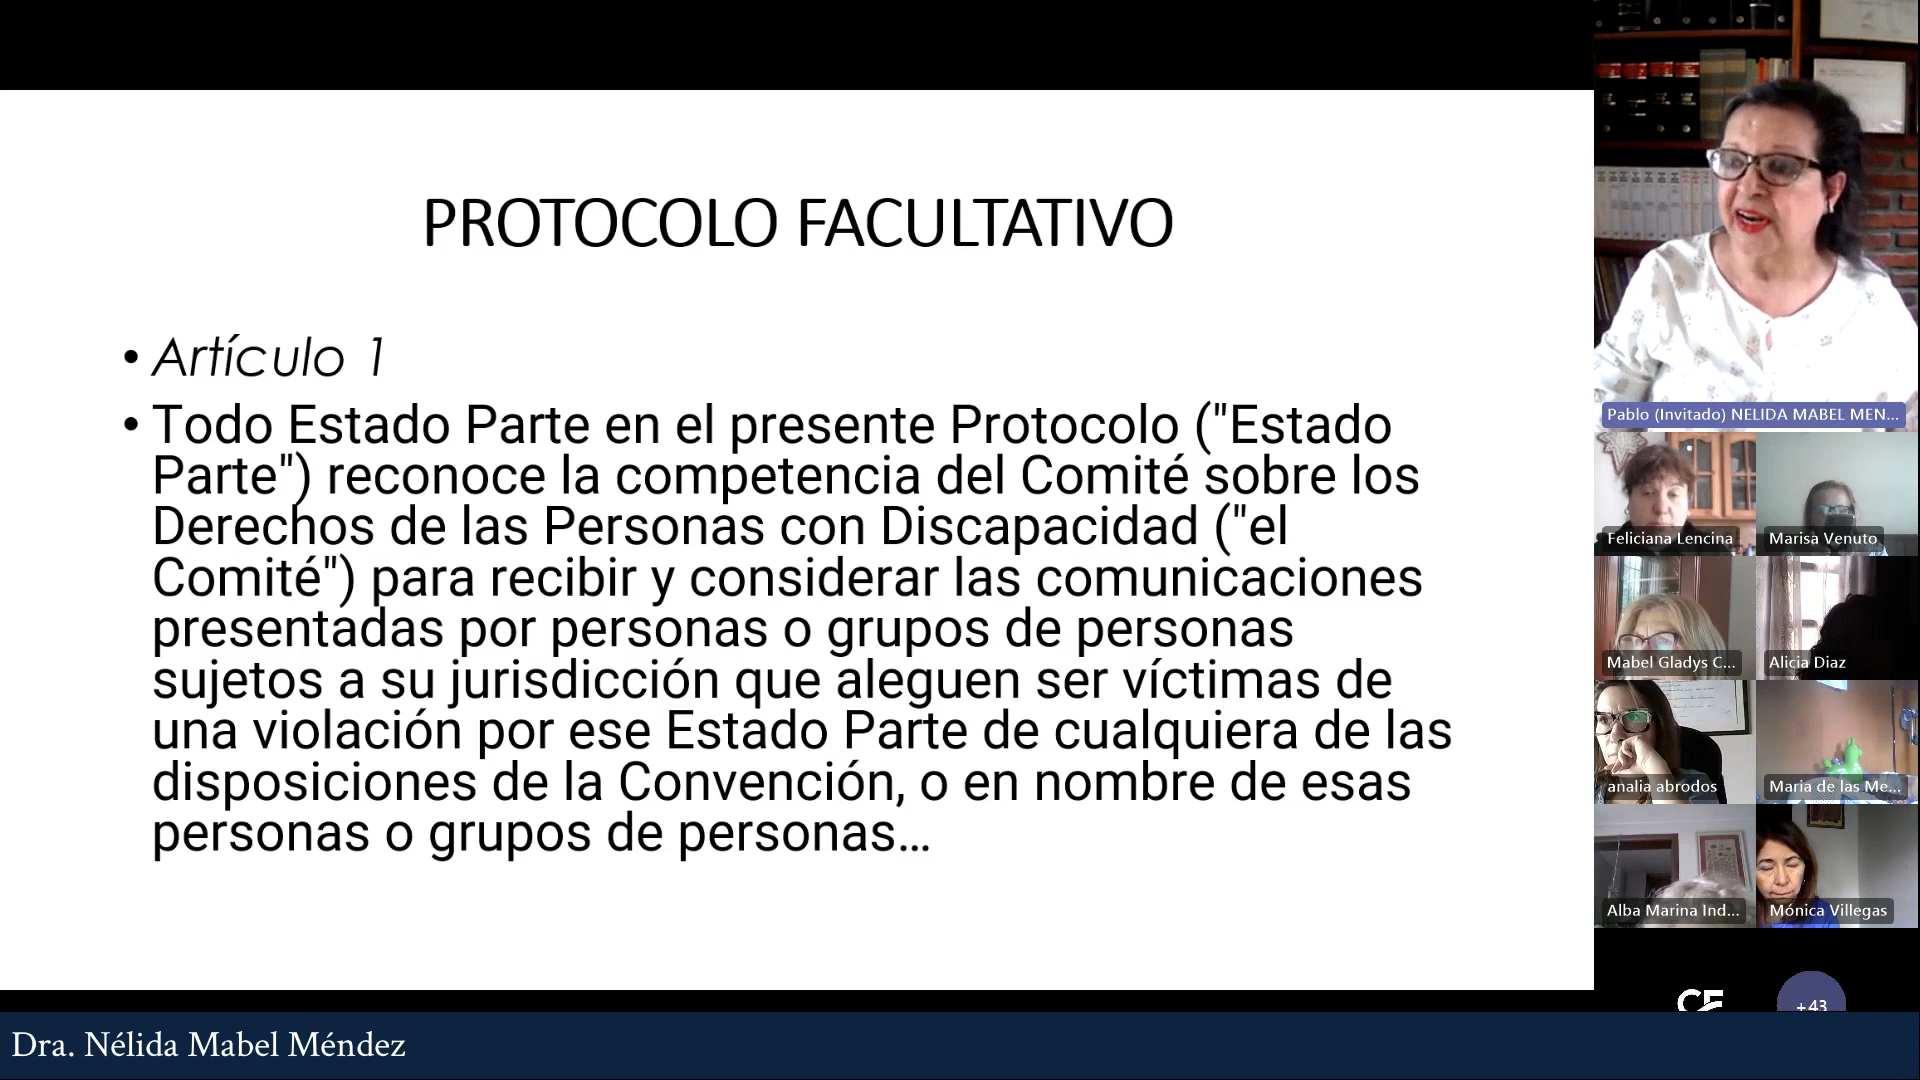 PROTOCOLO FACULTATIVO
• Artículo 1
• Todo Estado Parte en el presente Protocolo ("Estado
Parte") reconoce la competencia del Comité sobre los
Derechos de las Personas con Discapacidad ("el
Comité") para recibir y considerar las comunicaciones
presentadas por personas o grupos de personas
sujetos a su jurisdicción que aleguen ser víctimas de
una violación por ese Estado Parte de cualquiera de las
disposiciones de la Convención, o en nombre de esas
personas o grupos de personas...
Pablo (Invitado) NELIDA MABEL MEN...
Feliciana Lencina
Marisa Venuto
Mabel Gladys C...
Alicia Diaz
analia abrodos
Maria de las Me...
Alba Marina Ind...
Mónica Villegas
CF
+43
Dra. Nélida Mabel Méndez